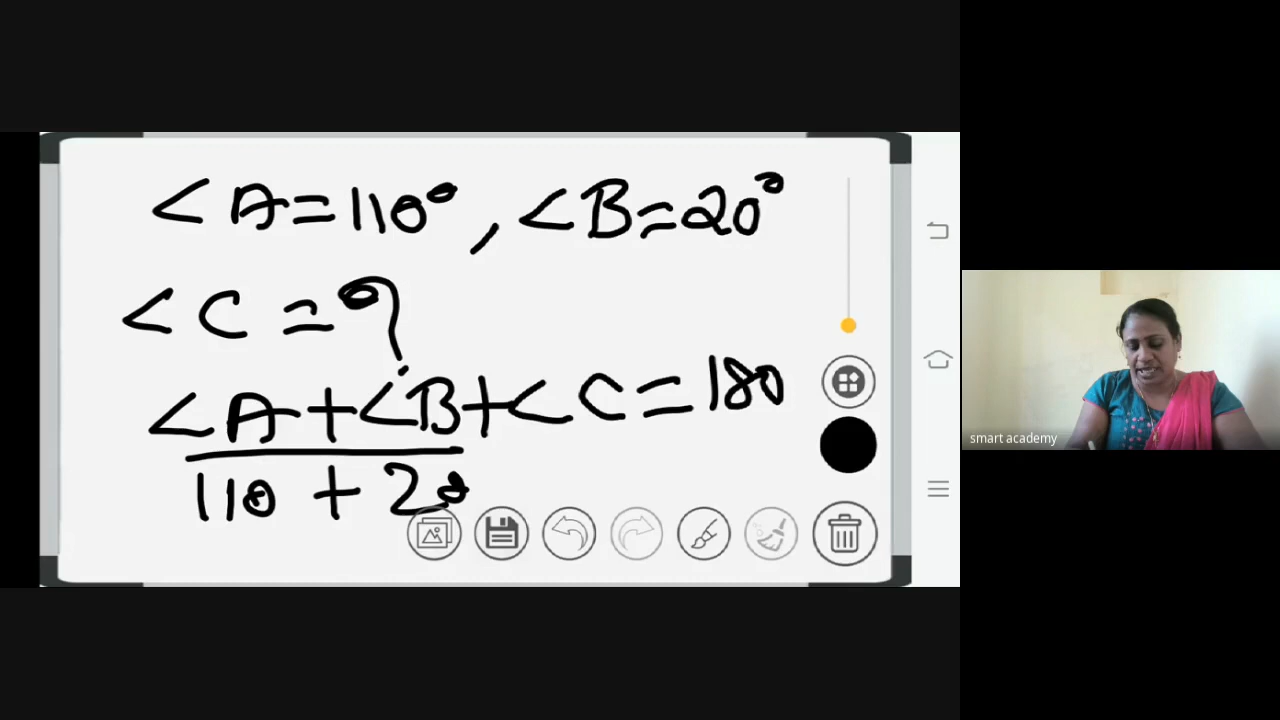 <A=110°, <B=20°
<C=?
<A+<B+<C=180
110 + 20
smart academy